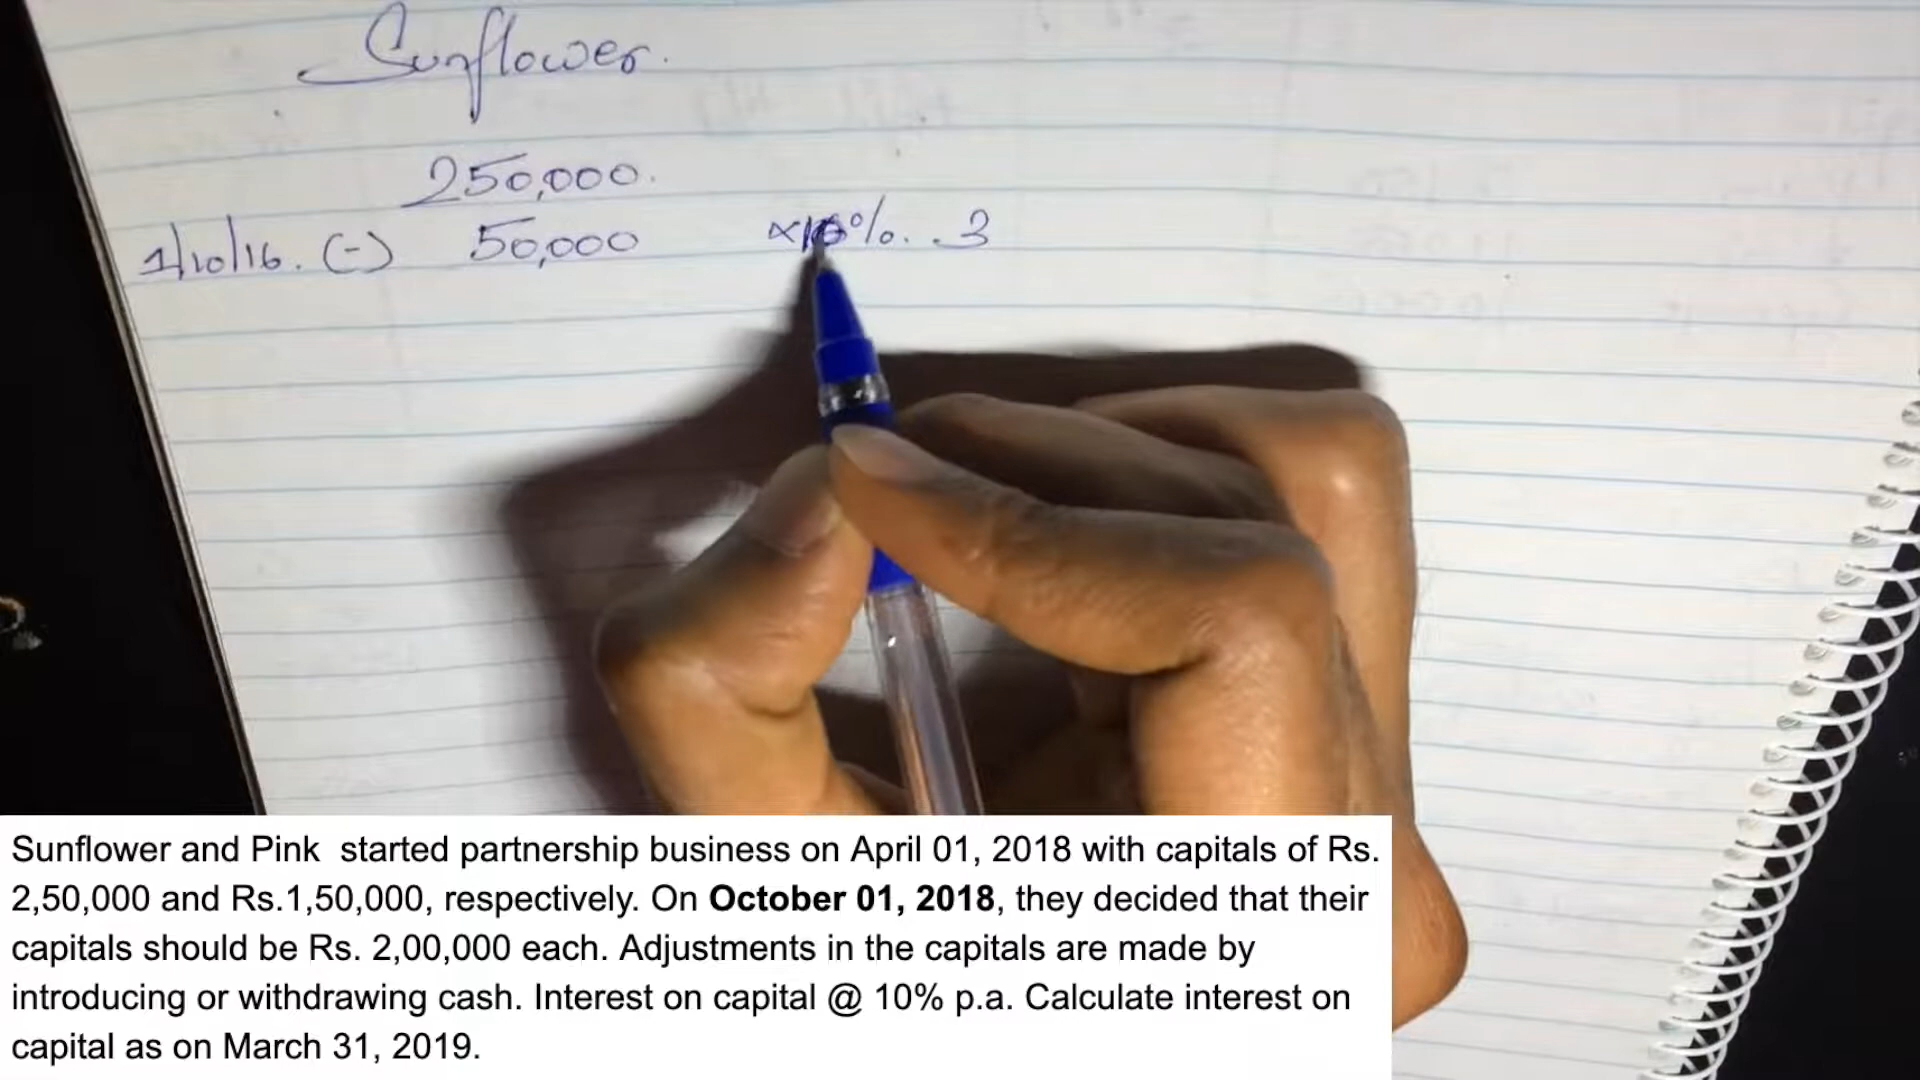 Sunflower.
250,000.
1/10/16. (-) 50,000 ×10%. 3
Sunflower and Pink started partnership business on April 01, 2018 with capitals of Rs.
2,50,000 and Rs.1,50,000, respectively. On October 01, 2018, they decided that their
capitals should be Rs. 2,00,000 each. Adjustments in the capitals are made by
introducing or withdrawing cash. Interest on capital @ 10% p.a. Calculate interest on
capital as on March 31, 2019.